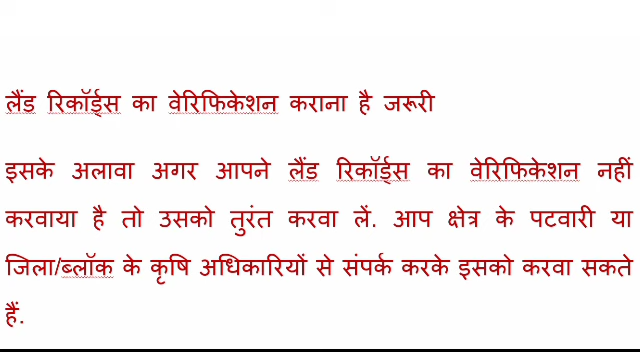 लैंड रिकॉर्ड्स का वेरिफिकेशन कराना है जरूरी
इसके अलावा अगर आपने लैंड रिकॉर्ड्स का वेरिफिकेशन नहीं
करवाया है तो उसको तुरंत करवा लें. आप क्षेत्र के पटवारी या
जिला/ब्लॉक के कृषि अधिकारियों से संपर्क करके इसको करवा सकते
हैं.